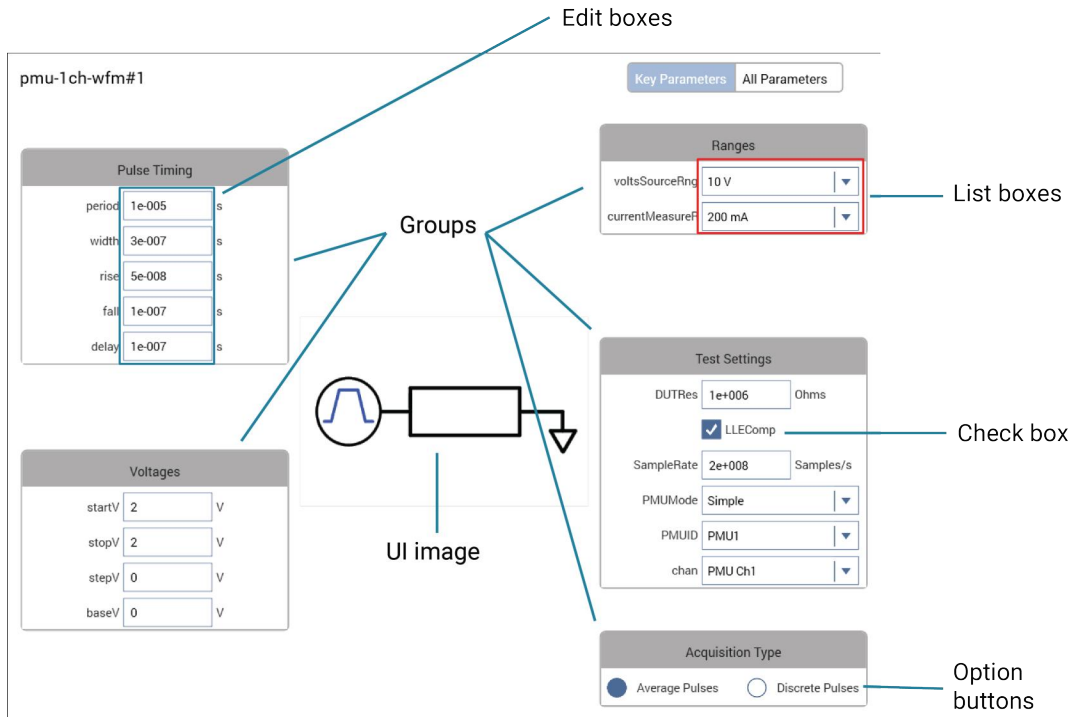 Edit boxes
pmu-1ch-wfm#1
Key Parameters
All Parameters
Pulse Timing
period 1e-005 s
width 3e-007 s
rise 5e-008 s
fall 1e-007 s
delay 1e-007 s
Groups
Ranges
voltsSourceRng 10 V
currentMeasureR 200 mA
List boxes
Voltages
startV 2 V
stopV 2 V
stepV 0 V
baseV 0 V
UI image
Test Settings
DUTRes 1e+006 Ohms
LLEComp
SampleRate 2e+008 Samples/s
PMUMode Simple
PMUID PMU1
chan PMU Ch1
Check box
Acquisition Type
Average Pulses
Discrete Pulses
Option
buttons